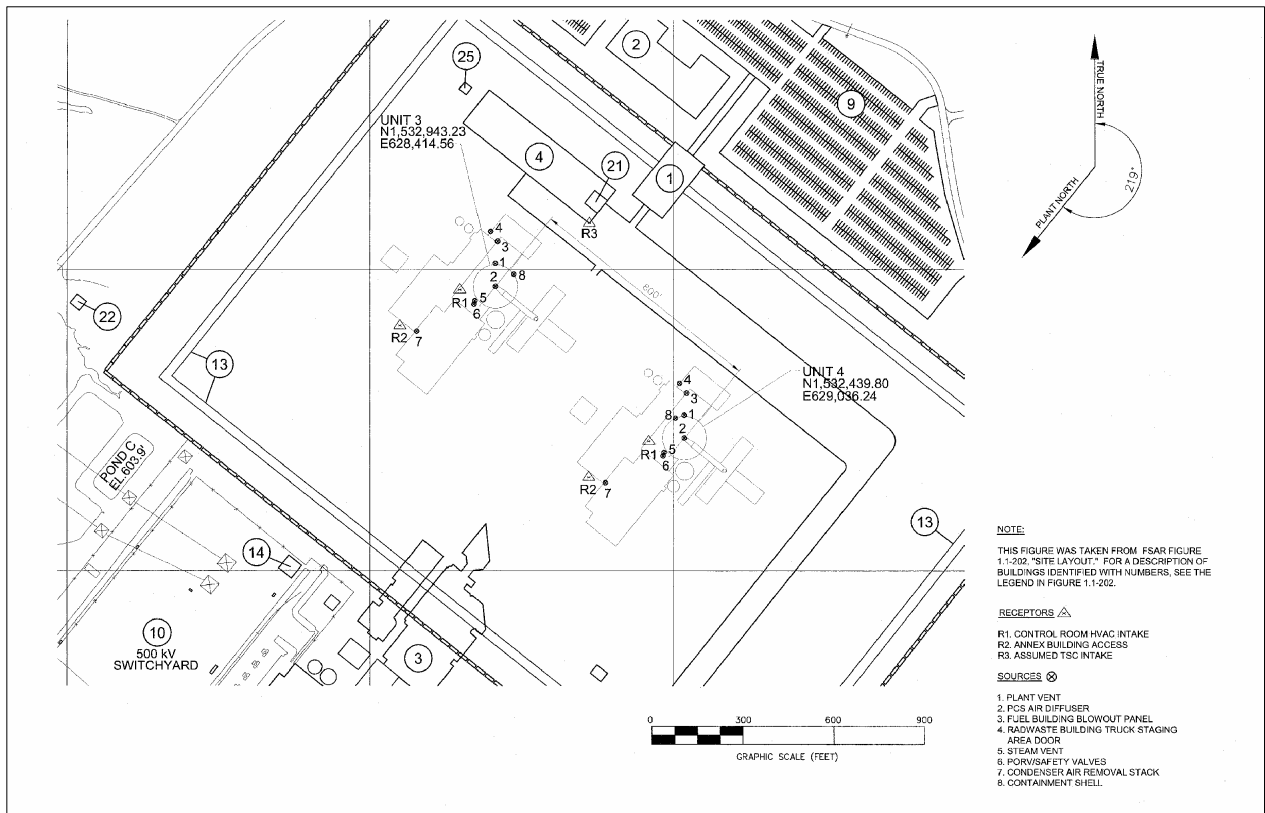 25
2
UNIT 3
N1,532,943.23
E628,414.56
9
TRUE NORTH
PLANT NORTH
219°
4
21
1
R3
4
3
1
2
8
R1
5
6
R2
7
600'
22
13
UNIT 4
N1,532,439.80
E629,036.24
4
3
8
1
2
R1
5
6
R2
7
POND C
EL.603.9'
14
13
10
500 kV
SWITCHYARD
3
NOTE:
THIS FIGURE WAS TAKEN FROM FSAR FIGURE
1.1-202, "SITE LAYOUT." FOR A DESCRIPTION OF
BUILDINGS IDENTIFIED WITH NUMBERS, SEE THE
LEGEND IN FIGURE 1.1-202.
RECEPTORS
R1. CONTROL ROOM HVAC INTAKE
R2. ANNEX BUILDING ACCESS
R3. ASSUMED TSC INTAKE
SOURCES
1. PLANT VENT
2. PCS AIR DIFFUSER
3. FUEL BUILDING BLOWOUT PANEL
4. RADWASTE BUILDING TRUCK STAGING
AREA DOOR
5. STEAM VENT
6. PORV/SAFETY VALVES
7. CONDENSER AIR REMOVAL STACK
8. CONTAINMENT SHELL
0 300 600 900
GRAPHIC SCALE (FEET)